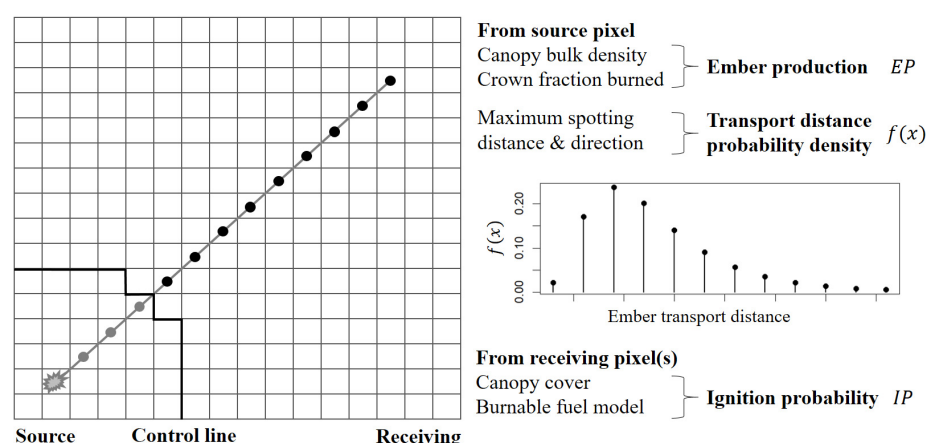 From source pixel
Canopy bulk density
Crown fraction burned
Ember production EP
Maximum spotting
distance & direction
Transport distance
probability density f(x)
f(x)
0.20
0.10
0.00
Ember transport distance
From receiving pixel(s)
Canopy cover
Burnable fuel model
Ignition probability IP
Source Control line Receiving